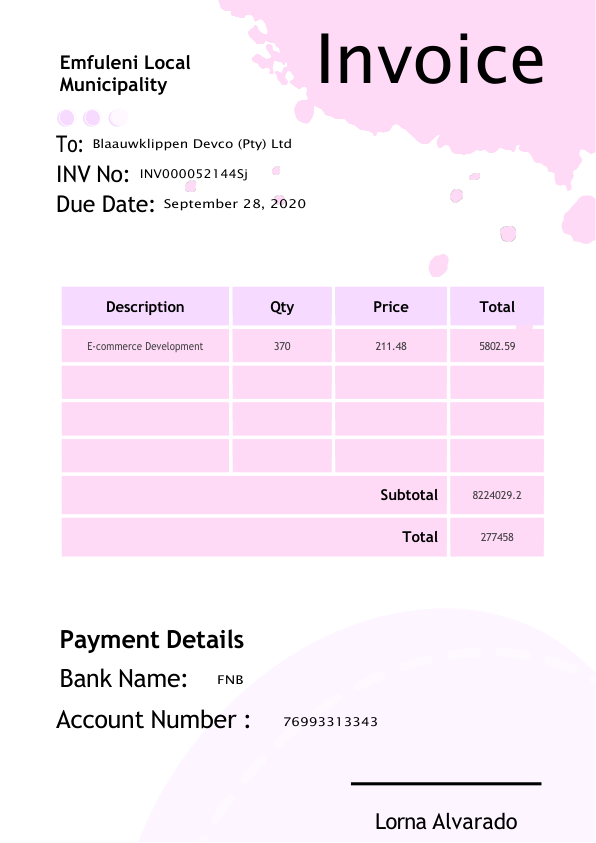 Invoice
Emfuleni Local
Municipality
To: Blaauwklippen Devco (Pty) Ltd
INV No: INV000052144Sj
Due Date: September 28, 2020
Description Qty Price Total
E-commerce Development 370 211.48 5802.59
Subtotal 8224029.2
Total 277458
Payment Details
Bank Name: FNB
Account Number : 76993313343
Lorna Alvarado